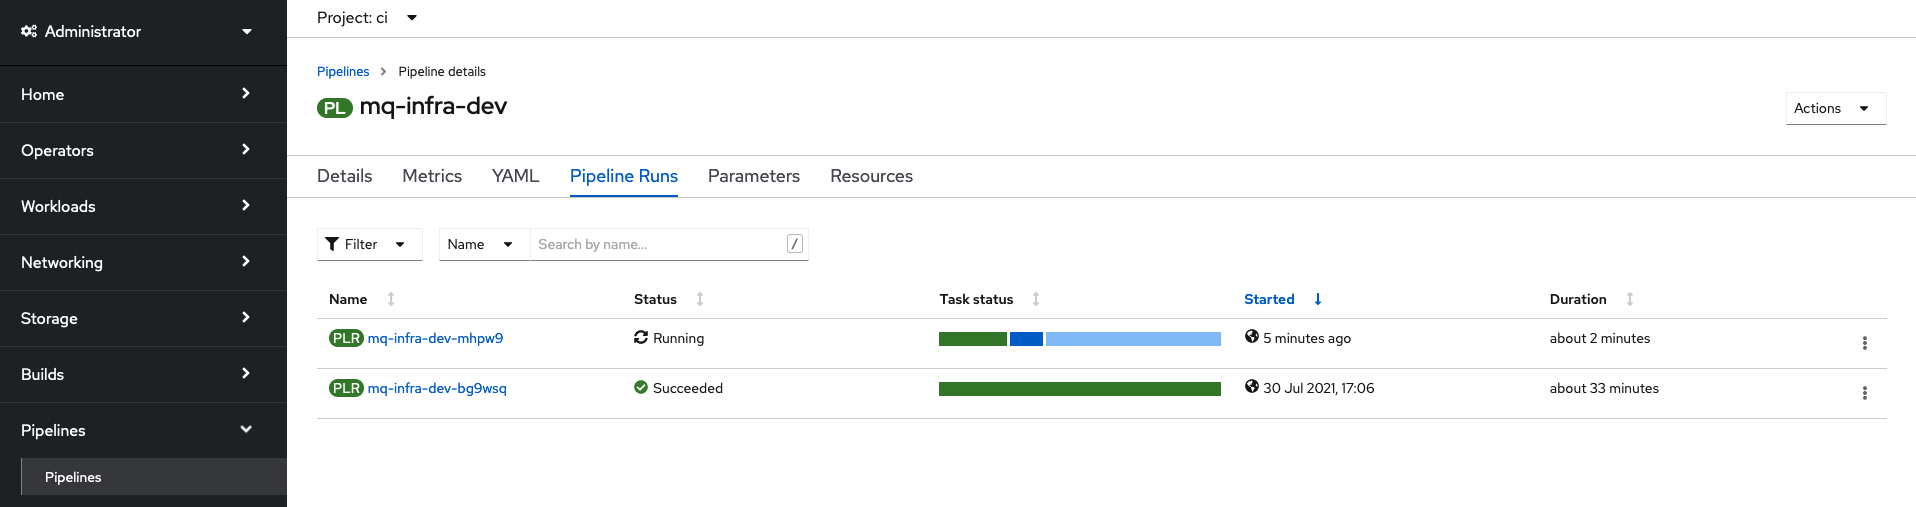 Administrator
Home
Operators
Workloads
Networking
Storage
Builds
Pipelines
Pipelines
Project: ci
Pipelines > Pipeline details
PL mq-infra-dev
Actions
Details Metrics YAML Pipeline Runs Parameters Resources
Filter Name Search by name... /
Name Status Task status Started Duration
PLR mq-infra-dev-mhpw9 Running 5 minutes ago about 2 minutes
PLR mq-infra-dev-bg9wsq Succeeded 30 Jul 2021, 17:06 about 33 minutes